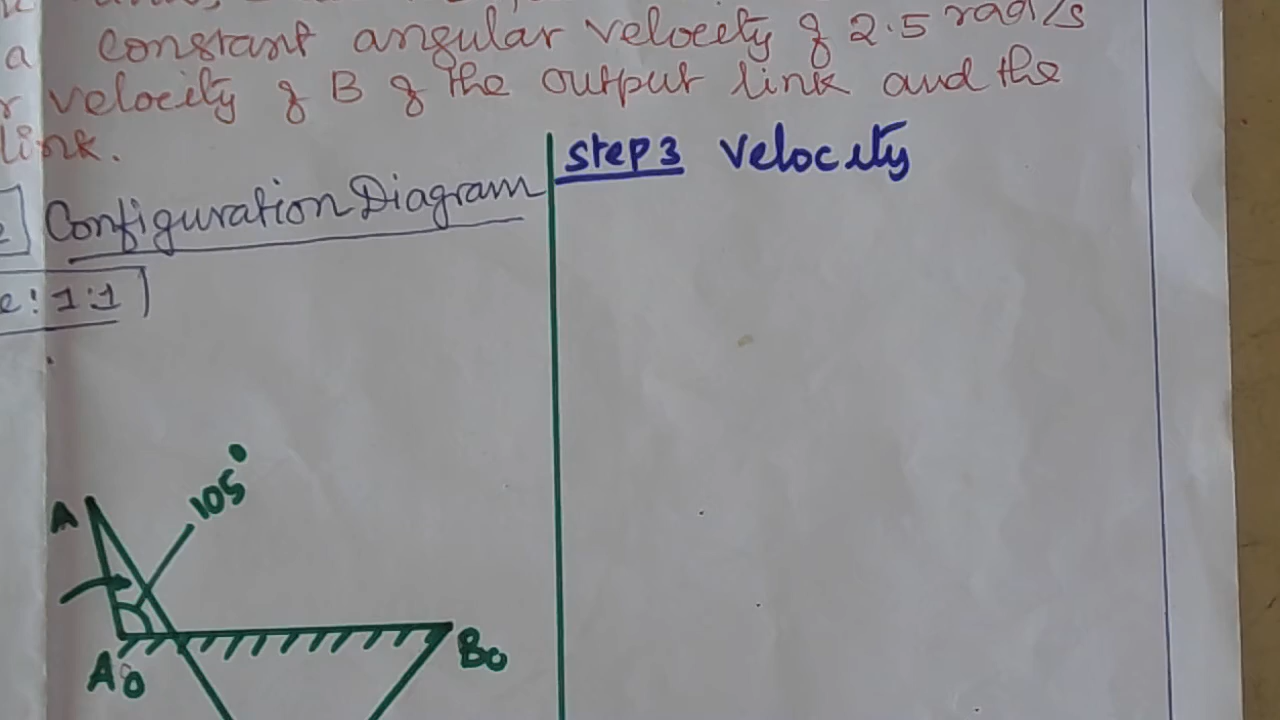 a constant angular velocity of 2.5 rad/s
velocity of B of the output link and the
link.
Step 3 Velocity
Configuration Diagram
e: 1:1
105°
A
A0
B0